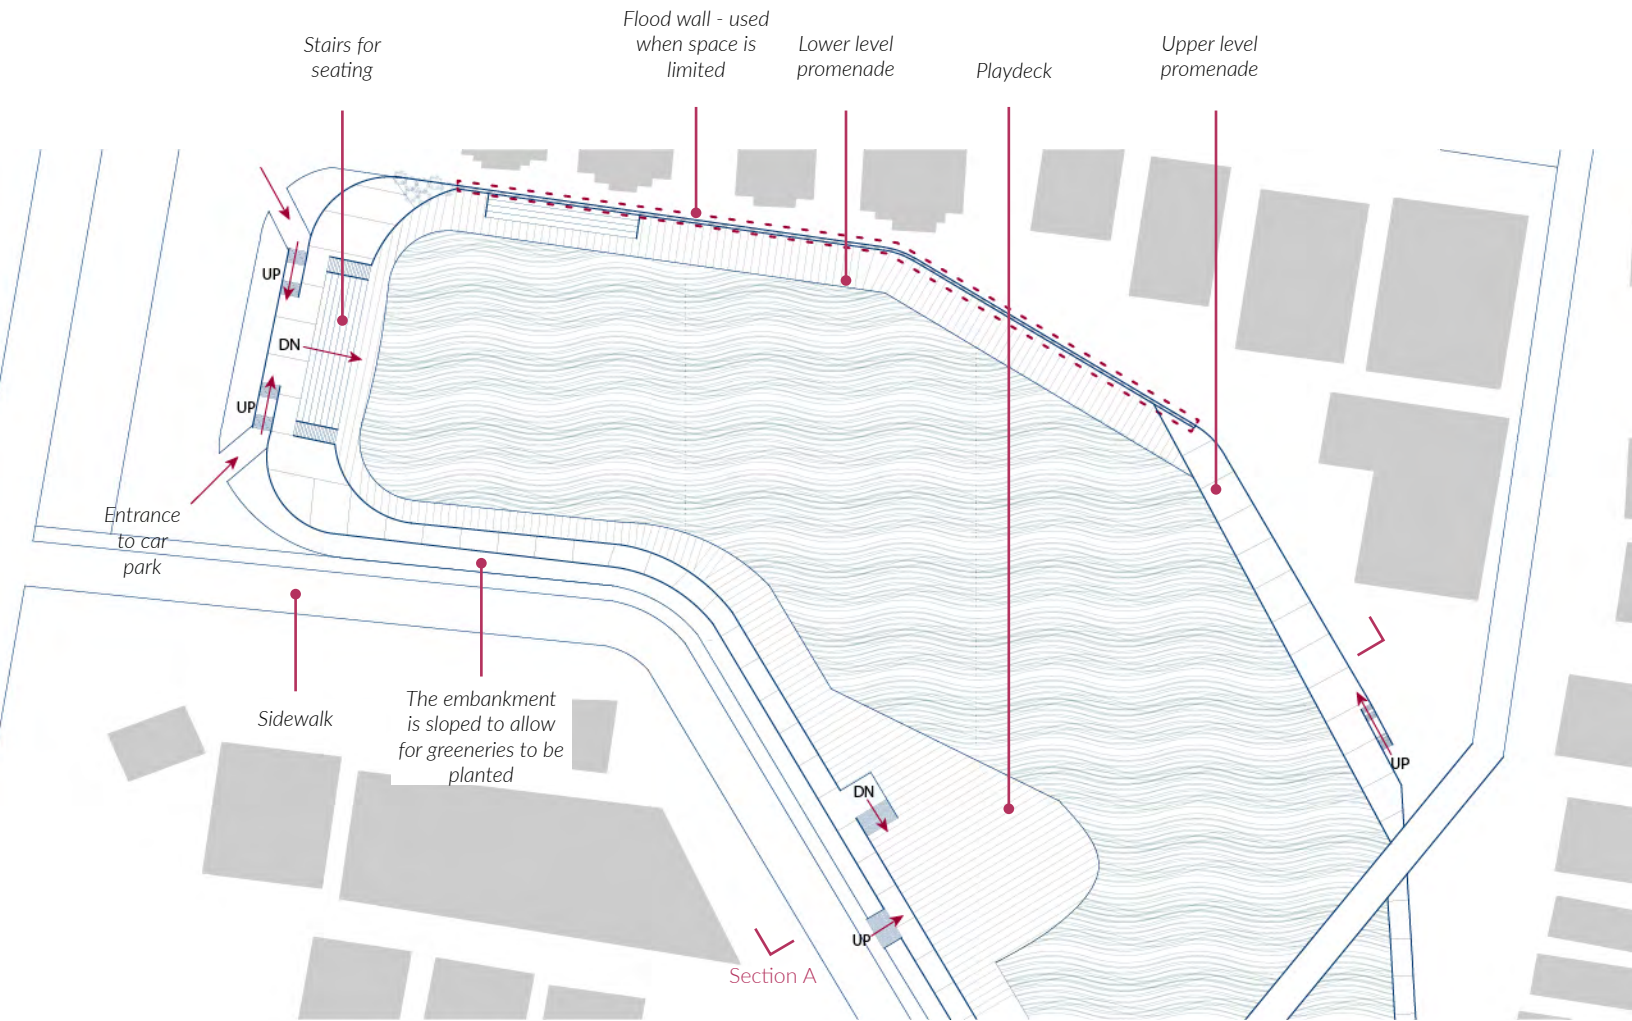 Stairs for
seating
Flood wall - used
when space is
limited
Lower level
promenade
Playdeck
Upper level
promenade
UP
DN
UP
Entrance
to car
park
Sidewalk
The embankment
is sloped to allow
for greeneries to be
planted
DN
UP
UP
Section A